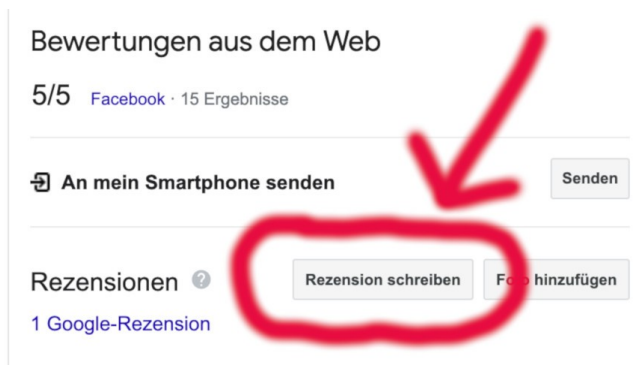 Bewertungen aus dem Web
5/5 Facebook · 15 Ergebnisse
An mein Smartphone senden Senden
Rezensionen ? Rezension schreiben Foto hinzufügen
1 Google-Rezension